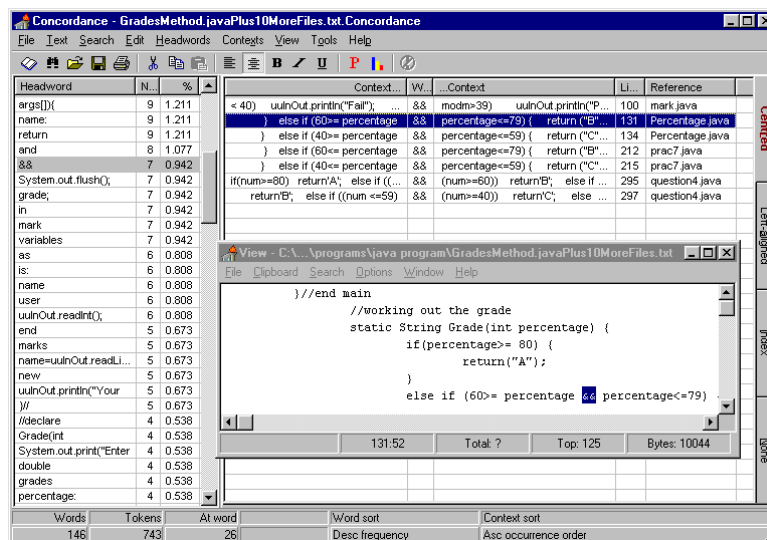 Concordance - GradesMethod.javaPlus10MoreFiles.txt.Concordance
File Text Search Edit Headwords Contexts View Tools Help
B I U P
Headword N... % Context... W... ...Context Li... Reference
args[]){ 9 1.211 < 40) uuInOut.println("Fail"); ... && modm>39) uuInOut.println("P... 100 mark.java
name: 9 1.211 } else if (60>= percentage && percentage<=79) { return ("B"... 131 Percentage.java
return 9 1.211 } else if (40<= percentage && percentage<=59) { return ("C"... 134 Percentage.java
and 8 1.077 } else if (60>= percentage && percentage<=79) { return ("B"... 212 prac7.java
&& 7 0.942 } else if (40<= percentage && percentage<=59) { return ("C"... 215 prac7.java
System.out.flush(); 7 0.942 if(num>=80) return'A'; else if ((... && (num>=60)) return'B'; else if ... 295 question4.java
grade; 7 0.942 return'B'; else if ((num <=59) && (num>=40)) return'C'; else ... 297 question4.java
in 7 0.942
mark 7 0.942
variables 7 0.942
as 6 0.808
is: 6 0.808
name 6 0.808
user 6 0.808
uuInOut.readInt(); 6 0.808
end 5 0.673
marks 5 0.673
name=uuInOut.readLi... 5 0.673
new 5 0.673
uuInOut.println("Your 5 0.673
}// 5 0.673
//declare 4 0.538
Grade(int 4 0.538
System.out.print("Enter 4 0.538
double 4 0.538
grades 4 0.538
percentage: 4 0.538
Centred
Left-aligned
Index
None
View - C:\...\programs\java program\GradesMethod.javaPlus10MoreFiles.txt
File Clipboard Search Options Window Help
}//end main
//working out the grade
static String Grade(int percentage) {
if(percentage>= 80) {
return("A");
}
else if (60>= percentage && percentage<=79)
131:52 Total: ? Top: 125 Bytes: 10044
Words Tokens At word Word sort Context sort
146 743 26 Desc frequency Asc occurrence order